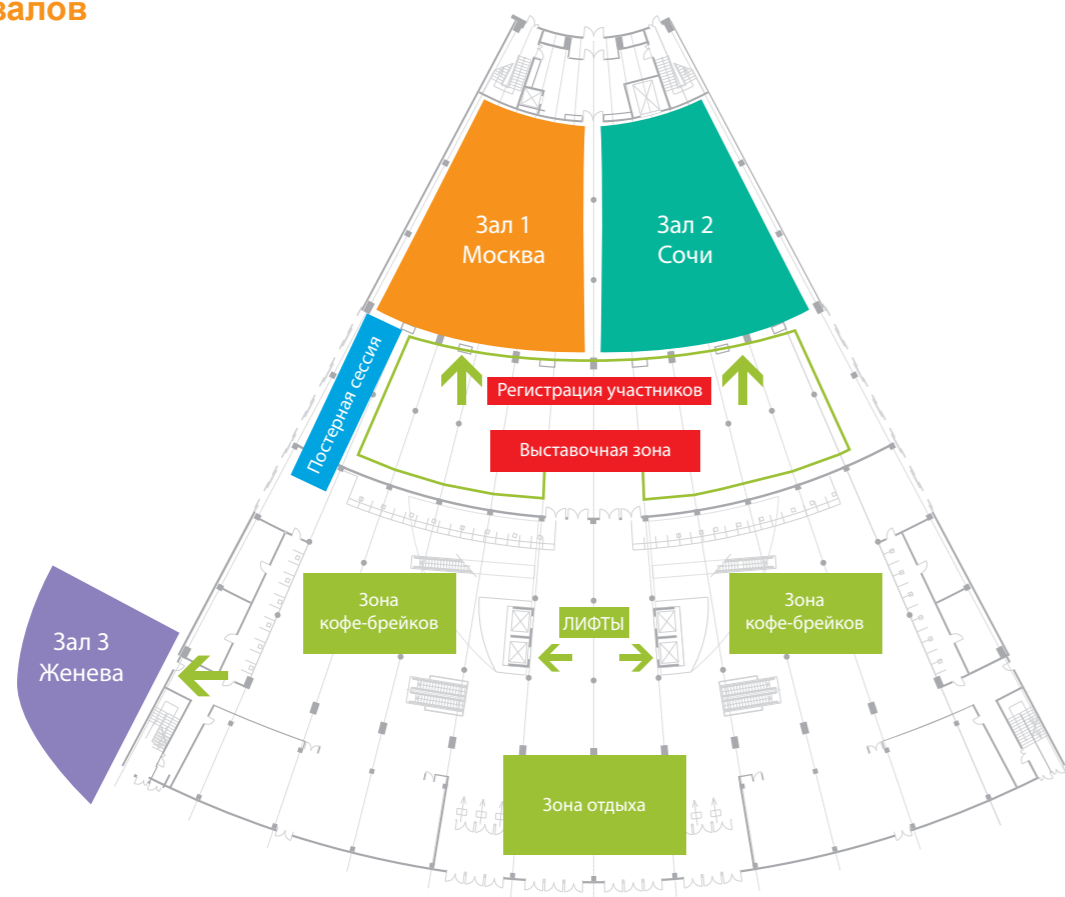 залов
Зал 1
Москва
Зал 2
Сочи
Постерная сессия
Регистрация участников
Выставочная зона
Зона
кофе-брейков
ЛИФТЫ
Зона
кофе-брейков
Зал 3
Женева
Зона отдыха